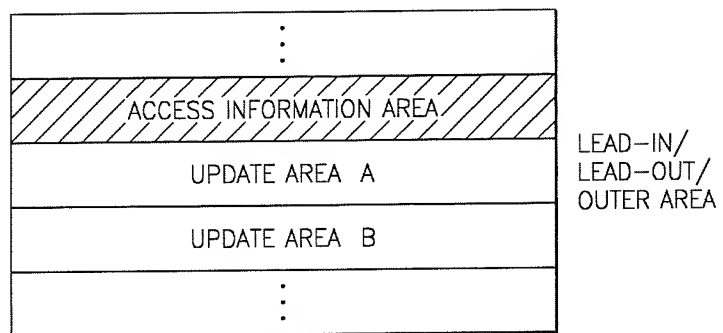 ACCESS INFORMATION AREA
UPDATE AREA A
UPDATE AREA B
LEAD-IN/
LEAD-OUT/
OUTER AREA